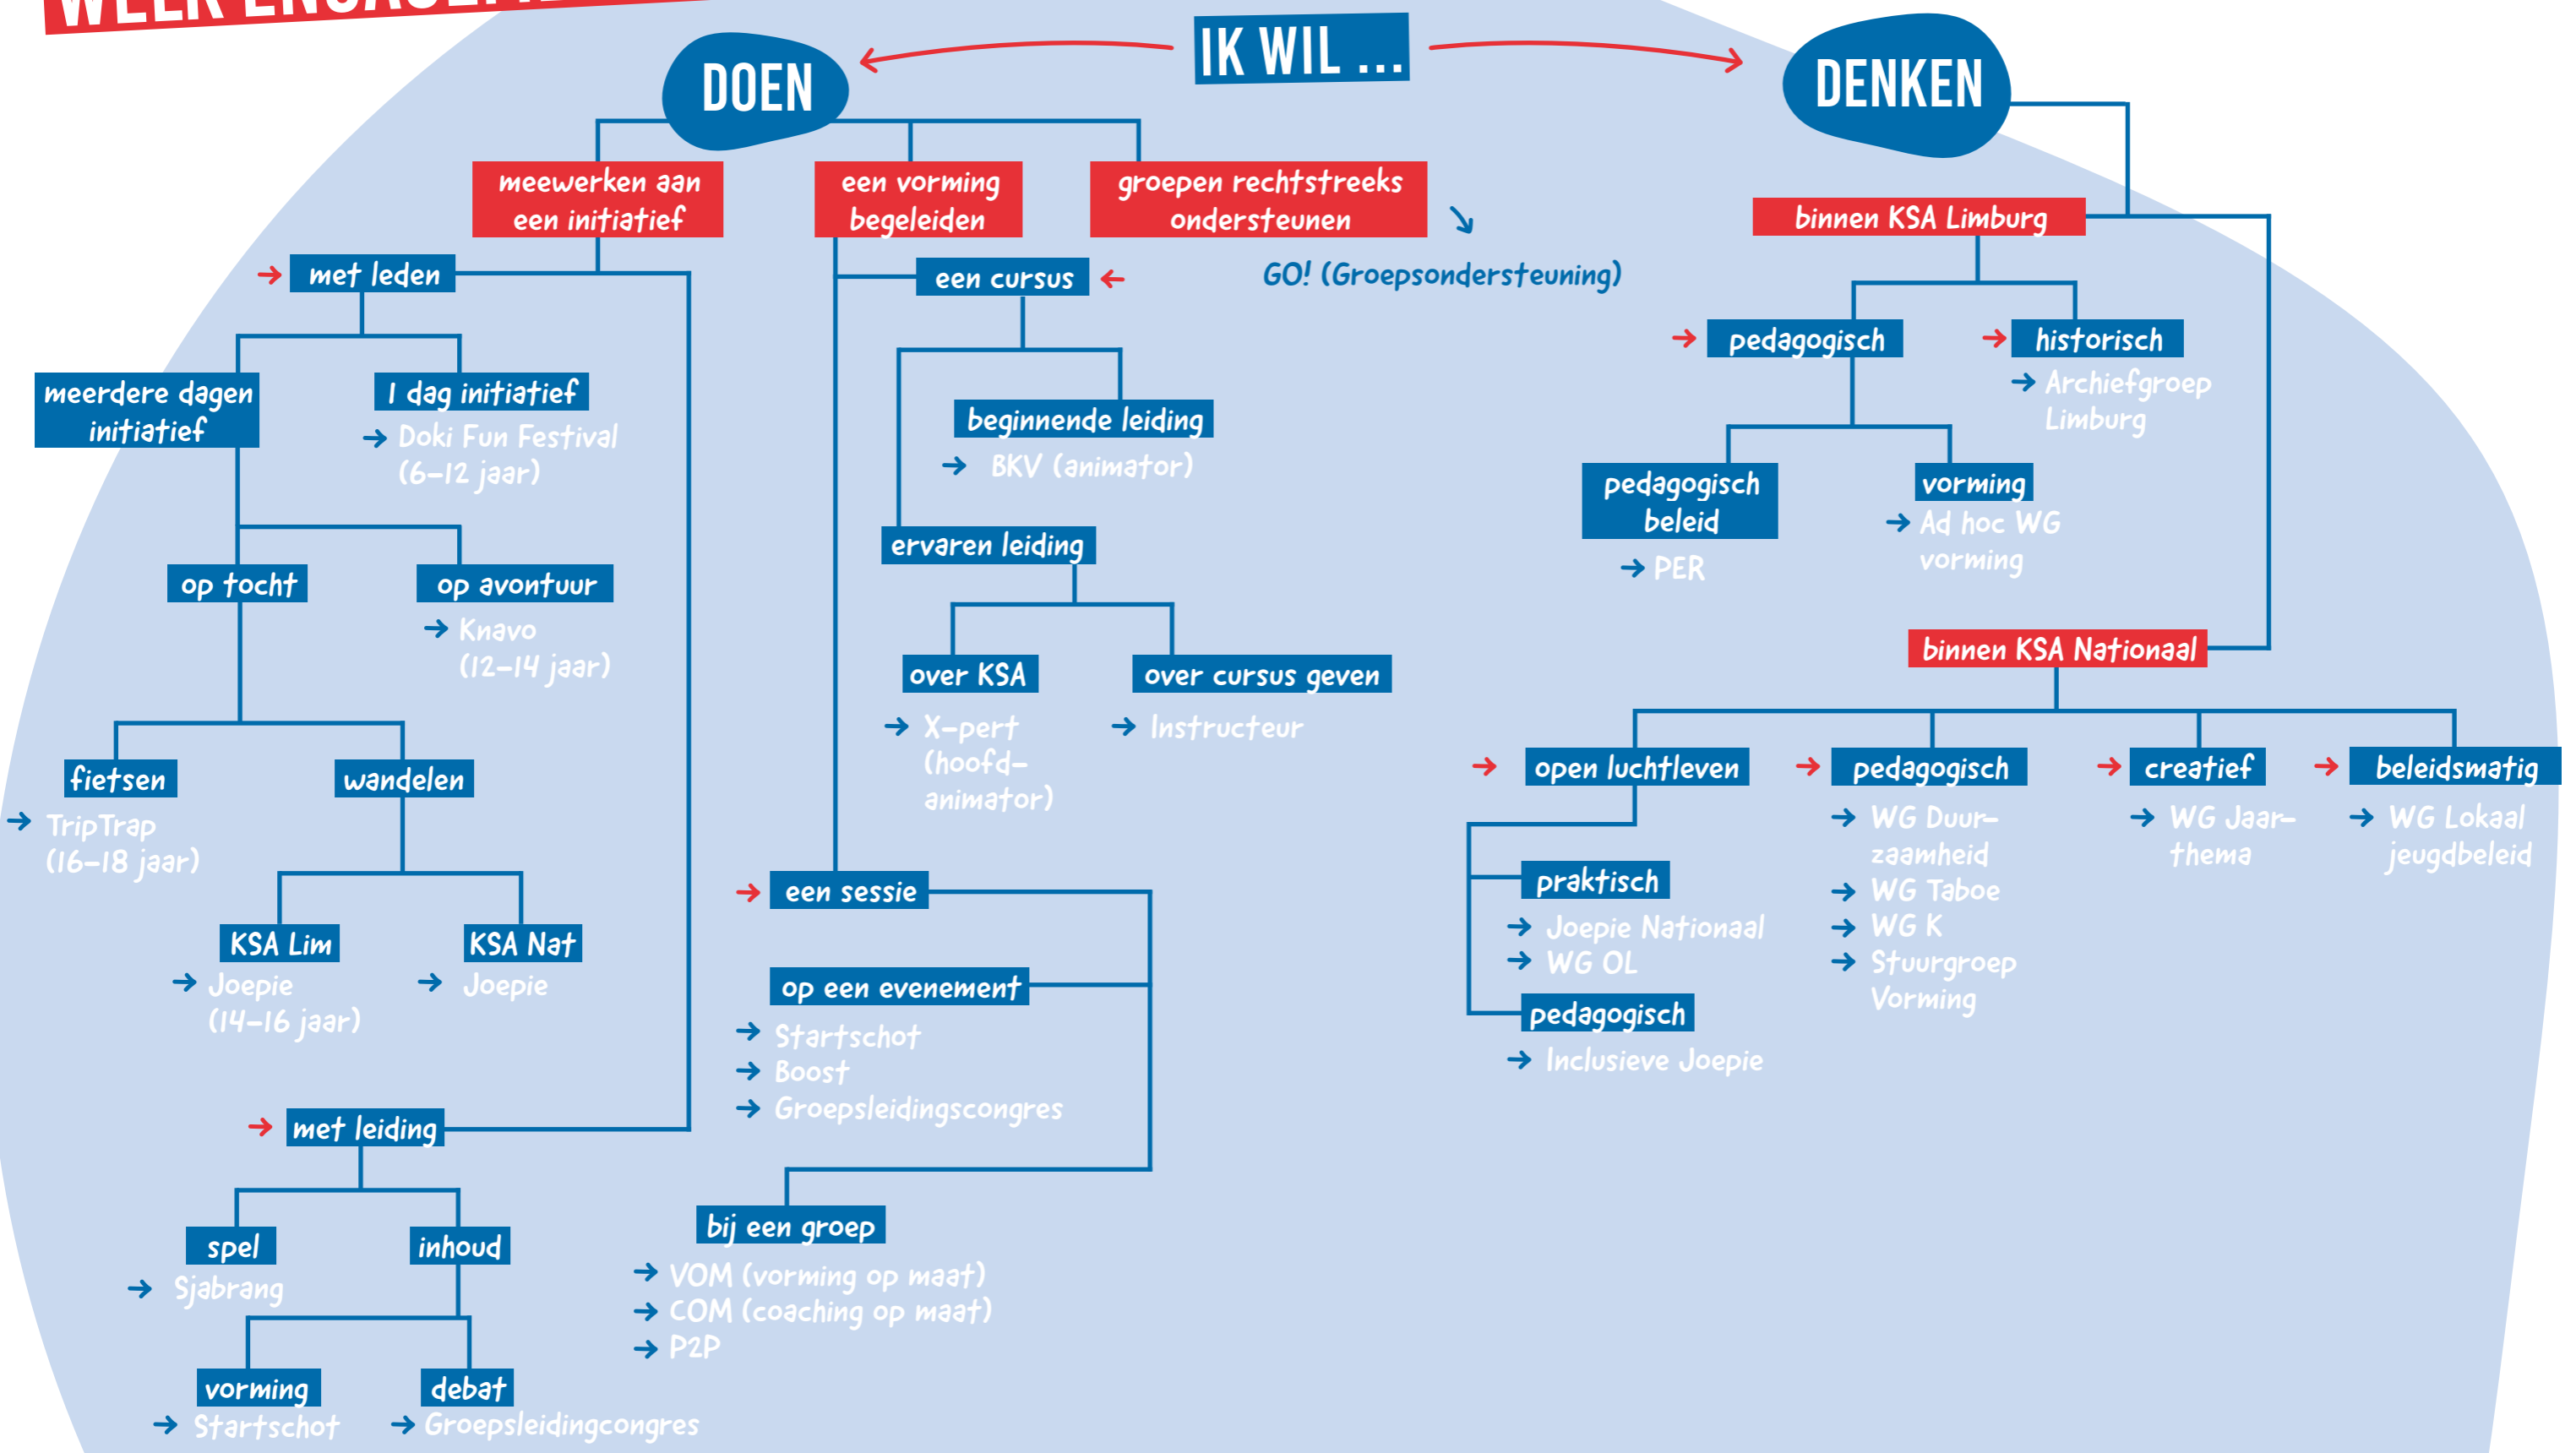 IK WIL ...
DOEN
DENKEN
meewerken aan
een initiatief
een vorming
begeleiden
groepen rechtstreeks
ondersteunen
GO! (Groepsondersteuning)
met leden
meerdere dagen
initiatief
1 dag initiatief
Doki Fun Festival
(6-12 jaar)
op tocht
op avontuur
Knavo
(12-14 jaar)
fietsen
TripTrap
(16-18 jaar)
wandelen
KSA Lim
Joepie
(14-16 jaar)
KSA Nat
Joepie
met leiding
spel
Sjabrang
inhoud
vorming
Startschot
debat
Groepsleidingcongres
een cursus
beginnende leiding
BKV (animator)
ervaren leiding
over KSA
X-pert
(hoofd-
animator)
over cursus geven
Instructeur
een sessie
op een evenement
Startschot
Boost
Groepsleidingscongres
bij een groep
VOM (vorming op maat)
COM (coaching op maat)
P2P
binnen KSA Limburg
pedagogisch
historisch
Archiefgroep
Limburg
pedagogisch
beleid
PER
vorming
Ad hoc WG
vorming
binnen KSA Nationaal
open luchtleven
praktisch
Joepie Nationaal
WG OL
pedagogisch
Inclusieve Joepie
pedagogisch
WG Duur-
zaamheid
WG Taboe
WG K
Stuurgroep
Vorming
creatief
WG Jaar-
thema
beleidsmatig
WG Lokaal
jeugdbeleid